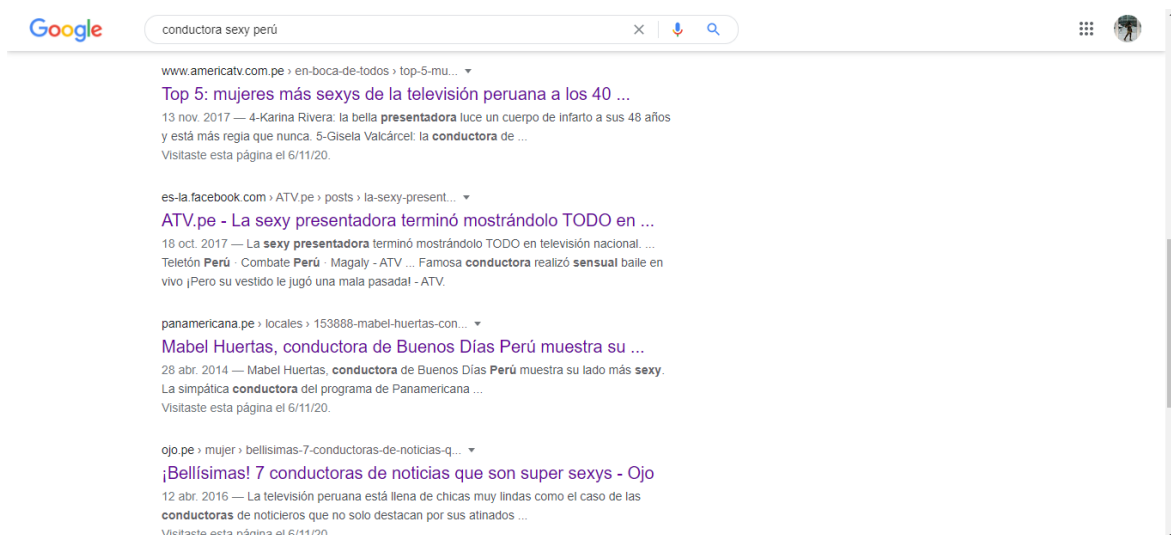 Google
conductora sexy perú
www.americatv.com.pe › en-boca-de-todos › top-5-mu...
Top 5: mujeres más sexys de la televisión peruana a los 40 ...
13 nov. 2017 — 4-Karina Rivera: la bella presentadora luce un cuerpo de infarto a sus 48 años
y está más regia que nunca. 5-Gisela Valcárcel: la conductora de ...
Visitaste esta página el 6/11/20.
es-la.facebook.com › ATV.pe › posts › la-sexy-present...
ATV.pe - La sexy presentadora terminó mostrándolo TODO en ...
18 oct. 2017 — La sexy presentadora terminó mostrándolo TODO en televisión nacional. ...
Teletón Perú · Combate Perú · Magaly - ATV ... Famosa conductora realizó sensual baile en
vivo ¡Pero su vestido le jugó una mala pasada! - ATV.
panamericana.pe › locales › 153888-mabel-huertas-con...
Mabel Huertas, conductora de Buenos Días Perú muestra su ...
28 abr. 2014 — Mabel Huertas, conductora de Buenos Días Perú muestra su lado más sexy.
La simpática conductora del programa de Panamericana ...
Visitaste esta página el 6/11/20.
ojo.pe › mujer › bellisimas-7-conductoras-de-noticias-q...
¡Bellísimas! 7 conductoras de noticias que son super sexys - Ojo
12 abr. 2016 — La televisión peruana está llena de chicas muy lindas como el caso de las
conductoras de noticieros que no solo destacan por sus atinados ...
Visitaste esta página el 6/11/20.